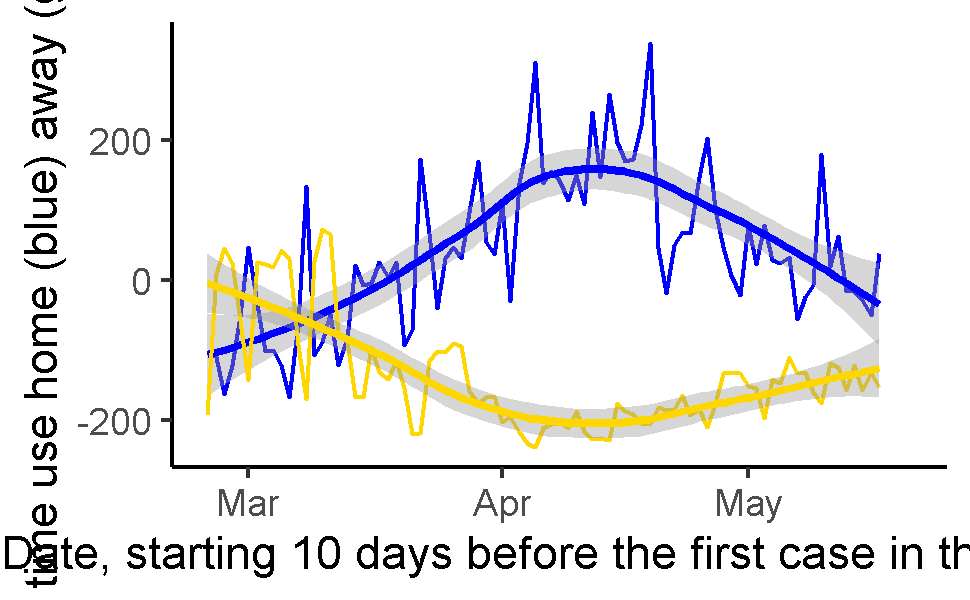 time use home (blue) away (
200
0
-200
Mar Apr May
Date, starting 10 days before the first case in th